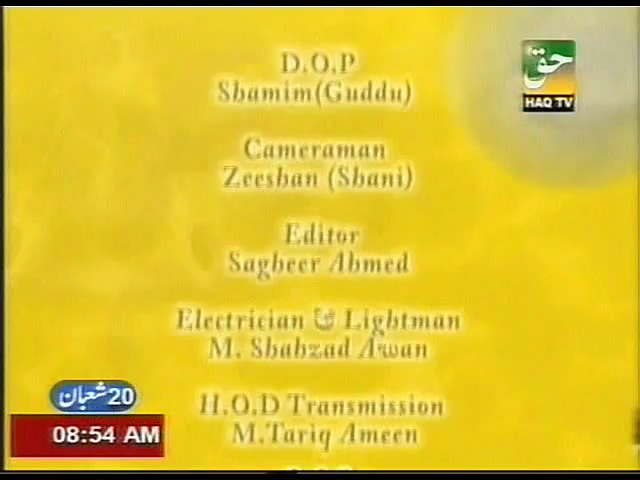 D.O.P
Shamim(Guddu)
حق
HAQ TV
Cameraman
Zeeshan (Shani)
Editor
Sagheer Ahmed
Electrician & Lightman
M. Shahzad Awan
20 شعبان
H.O.D Transmission
08:54 AM
M.Tariq Ameen